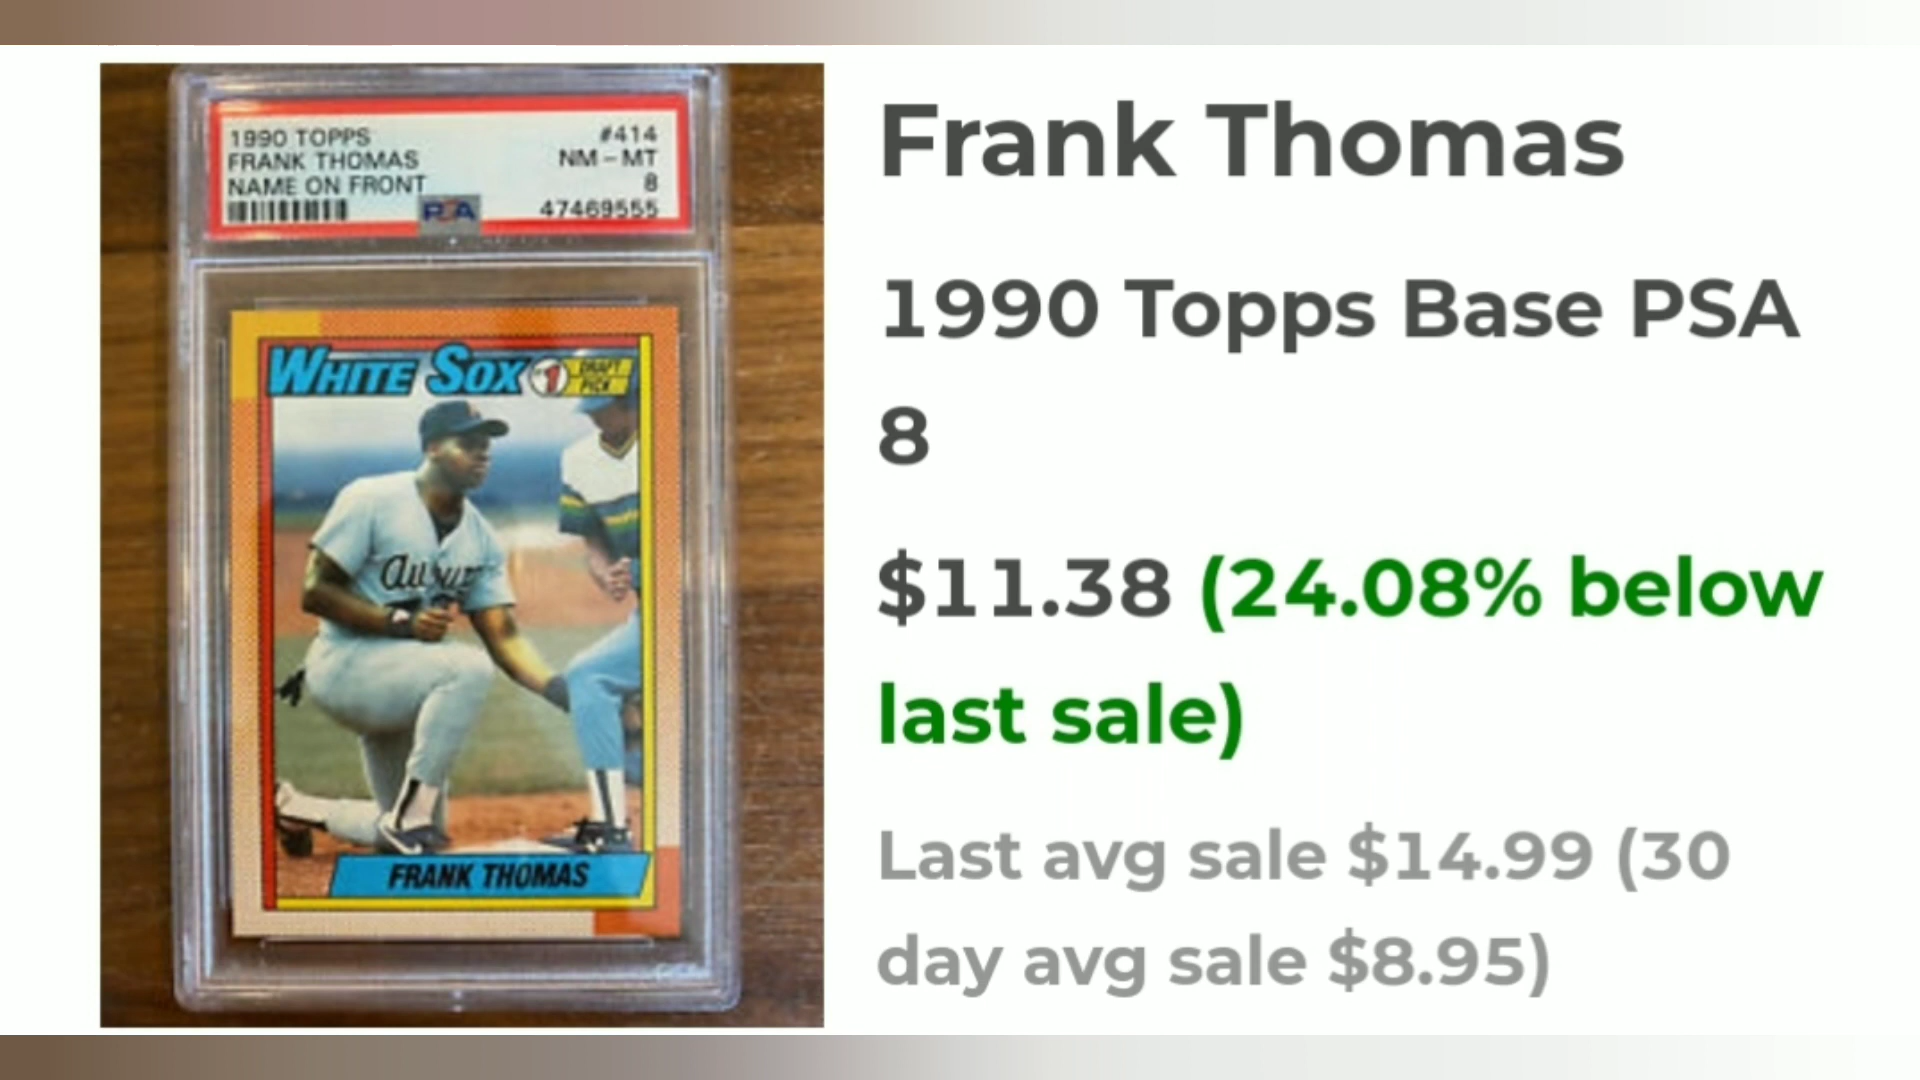 1990 TOPPS #414
FRANK THOMAS NM-MT
NAME ON FRONT 8
PSA 47469555
WHITE SOX #1 DRAFT PICK
FRANK THOMAS
Frank Thomas
1990 Topps Base PSA
8
$11.38 (24.08% below
last sale)
Last avg sale $14.99 (30
day avg sale $8.95)